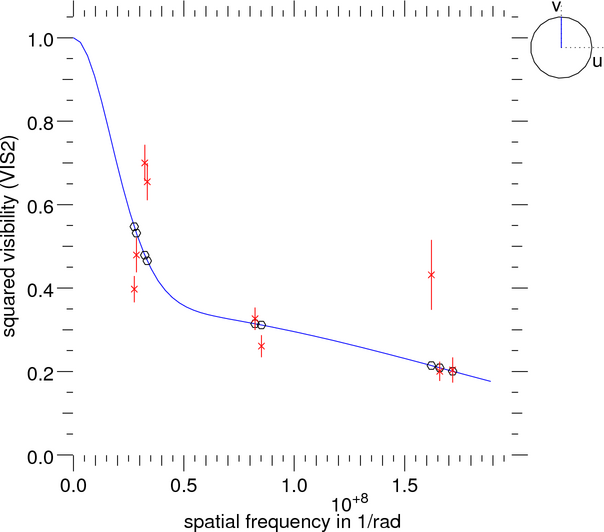 v
u
1.0
0.8
0.6
0.4
0.2
0.0
squared visibility (VIS2)
0.0 0.5 1.0 1.5
10+8
spatial frequency in 1/rad